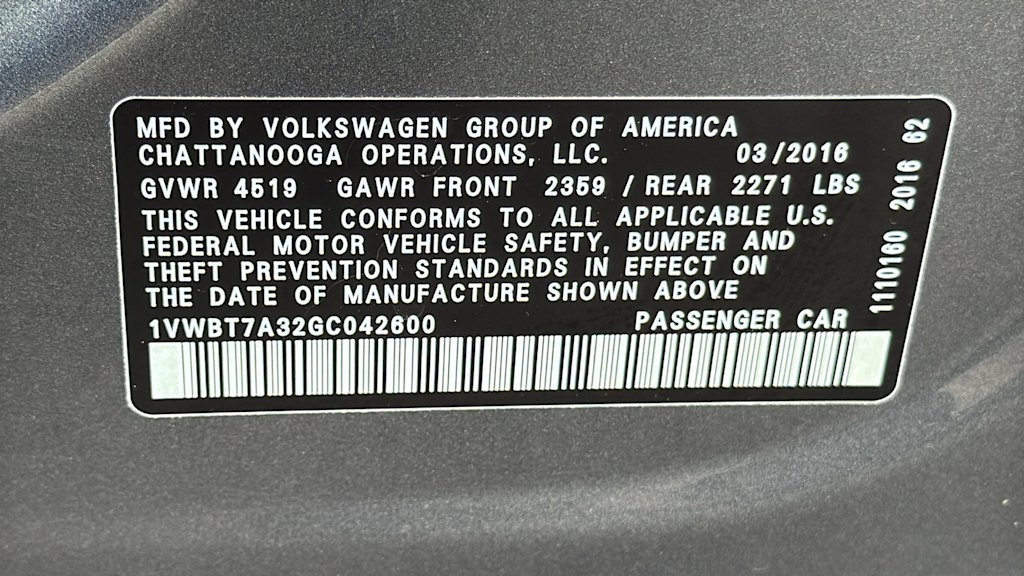 MFD BY VOLKSWAGEN GROUP OF AMERICA
CHATTANOOGA OPERATIONS, LLC. 03/2016
GVWR 4519 GAWR FRONT 2359 / REAR 2271 LBS
THIS VEHICLE CONFORMS TO ALL APPLICABLE U.S.
FEDERAL MOTOR VEHICLE SAFETY, BUMPER AND
THEFT PREVENTION STANDARDS IN EFFECT ON
THE DATE OF MANUFACTURE SHOWN ABOVE
1VWBT7A32GC042600 PASSENGER CAR
1110160 2016 62